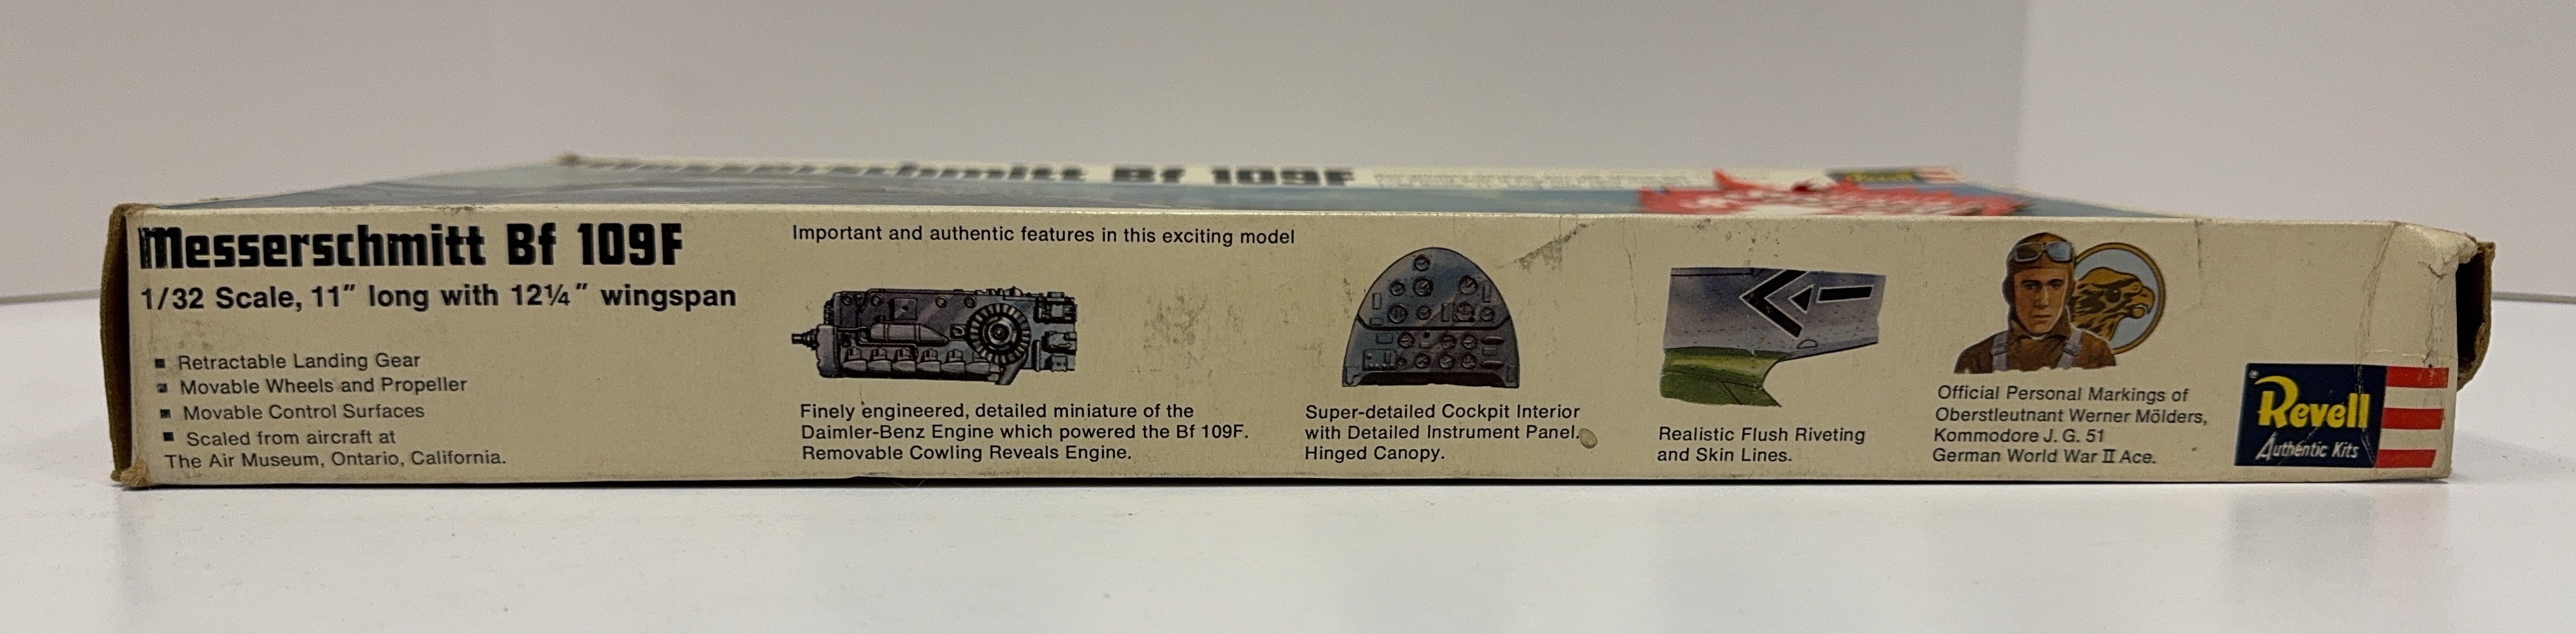 Messerschmitt Bf 109F
Messerschmitt Bf 109F
1/32 Scale, 11" long with 12¼" wingspan
■ Retractable Landing Gear
■ Movable Wheels and Propeller
■ Movable Control Surfaces
■ Scaled from aircraft at
The Air Museum, Ontario, California.
Important and authentic features in this exciting model
Finely engineered, detailed miniature of the
Daimler-Benz Engine which powered the Bf 109F.
Removable Cowling Reveals Engine.
Super-detailed Cockpit Interior
with Detailed Instrument Panel.
Hinged Canopy.
Realistic Flush Riveting
and Skin Lines.
Official Personal Markings of
Oberstleutnant Werner Mölders,
Kommodore J. G. 51
German World War II Ace.
®
Revell
Authentic Kits